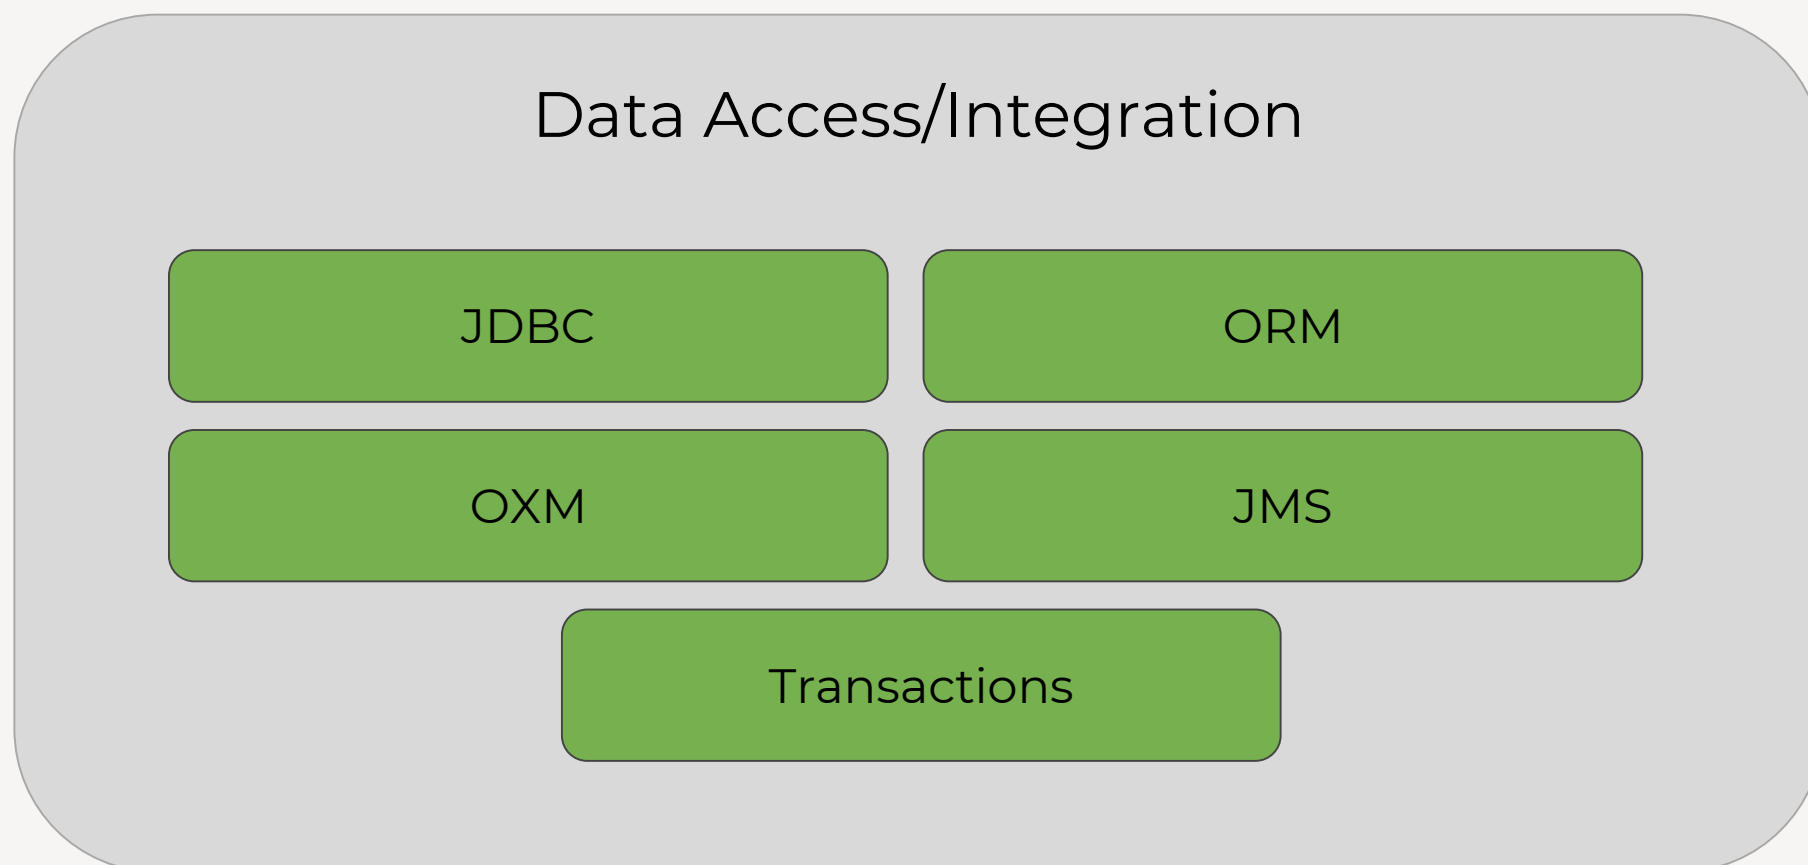 Data Access/Integration
JDBC
ORM
OXM
JMS
Transactions